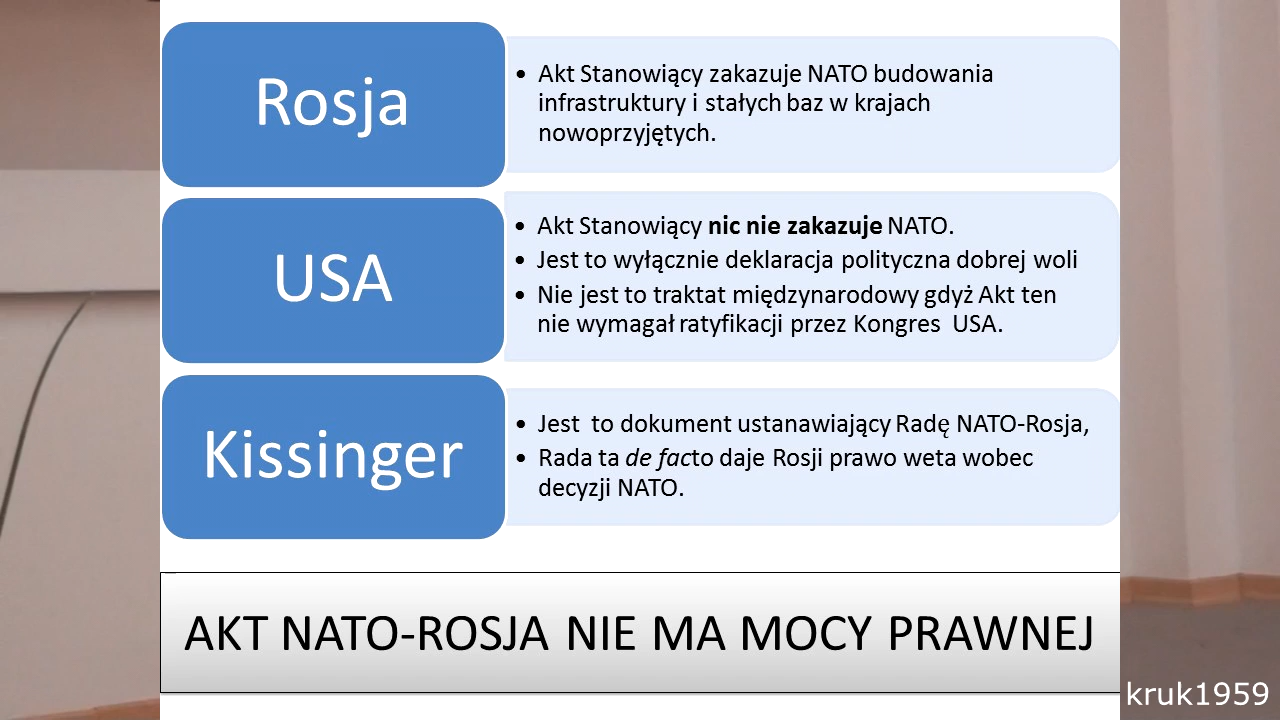 Rosja
• Akt Stanowiący zakazuje NATO budowania
infrastruktury i stałych baz w krajach
nowoprzyjętych.
USA
• Akt Stanowiący nic nie zakazuje NATO.
• Jest to wyłącznie deklaracja polityczna dobrej woli
• Nie jest to traktat międzynarodowy gdyż Akt ten
nie wymagał ratyfikacji przez Kongres USA.
Kissinger
• Jest to dokument ustanawiający Radę NATO-Rosja,
• Rada ta de facto daje Rosji prawo weta wobec
decyzji NATO.
AKT NATO-ROSJA NIE MA MOCY PRAWNEJ
kruk1959